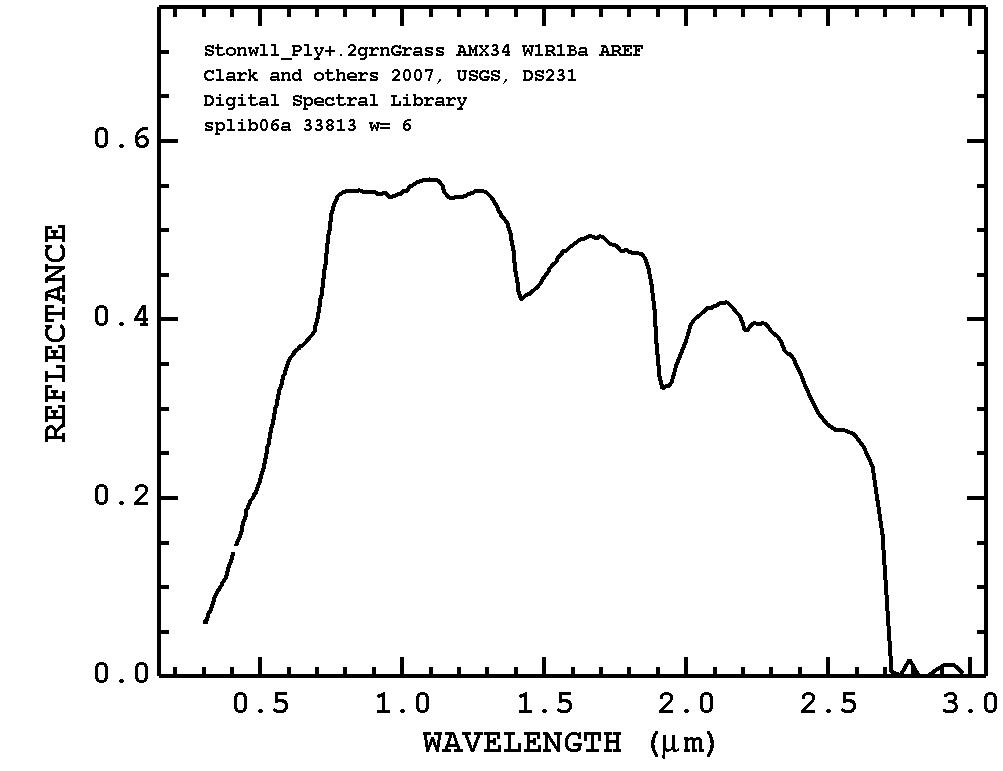 Stonwll_Ply+.2grnGrass AMX34 W1R1Ba AREF
Clark and others 2007, USGS, DS231
Digital Spectral Library
splib06a 33813 w= 6
0.6
0.4
0.2
0.0
REFLECTANCE
0.5 1.0 1.5 2.0 2.5 3.0
WAVELENGTH (μm)